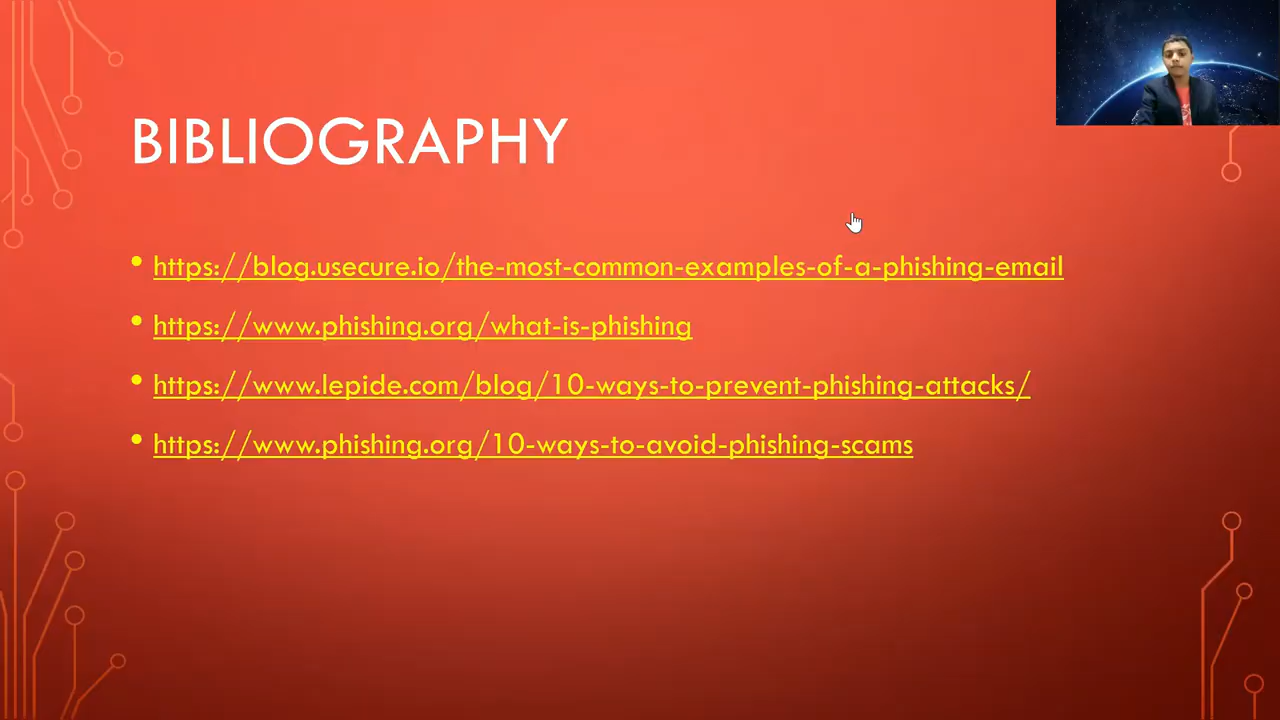 BIBLIOGRAPHY
• https://blog.usecure.io/the-most-common-examples-of-a-phishing-email
• https://www.phishing.org/what-is-phishing
• https://www.lepide.com/blog/10-ways-to-prevent-phishing-attacks/
• https://www.phishing.org/10-ways-to-avoid-phishing-scams